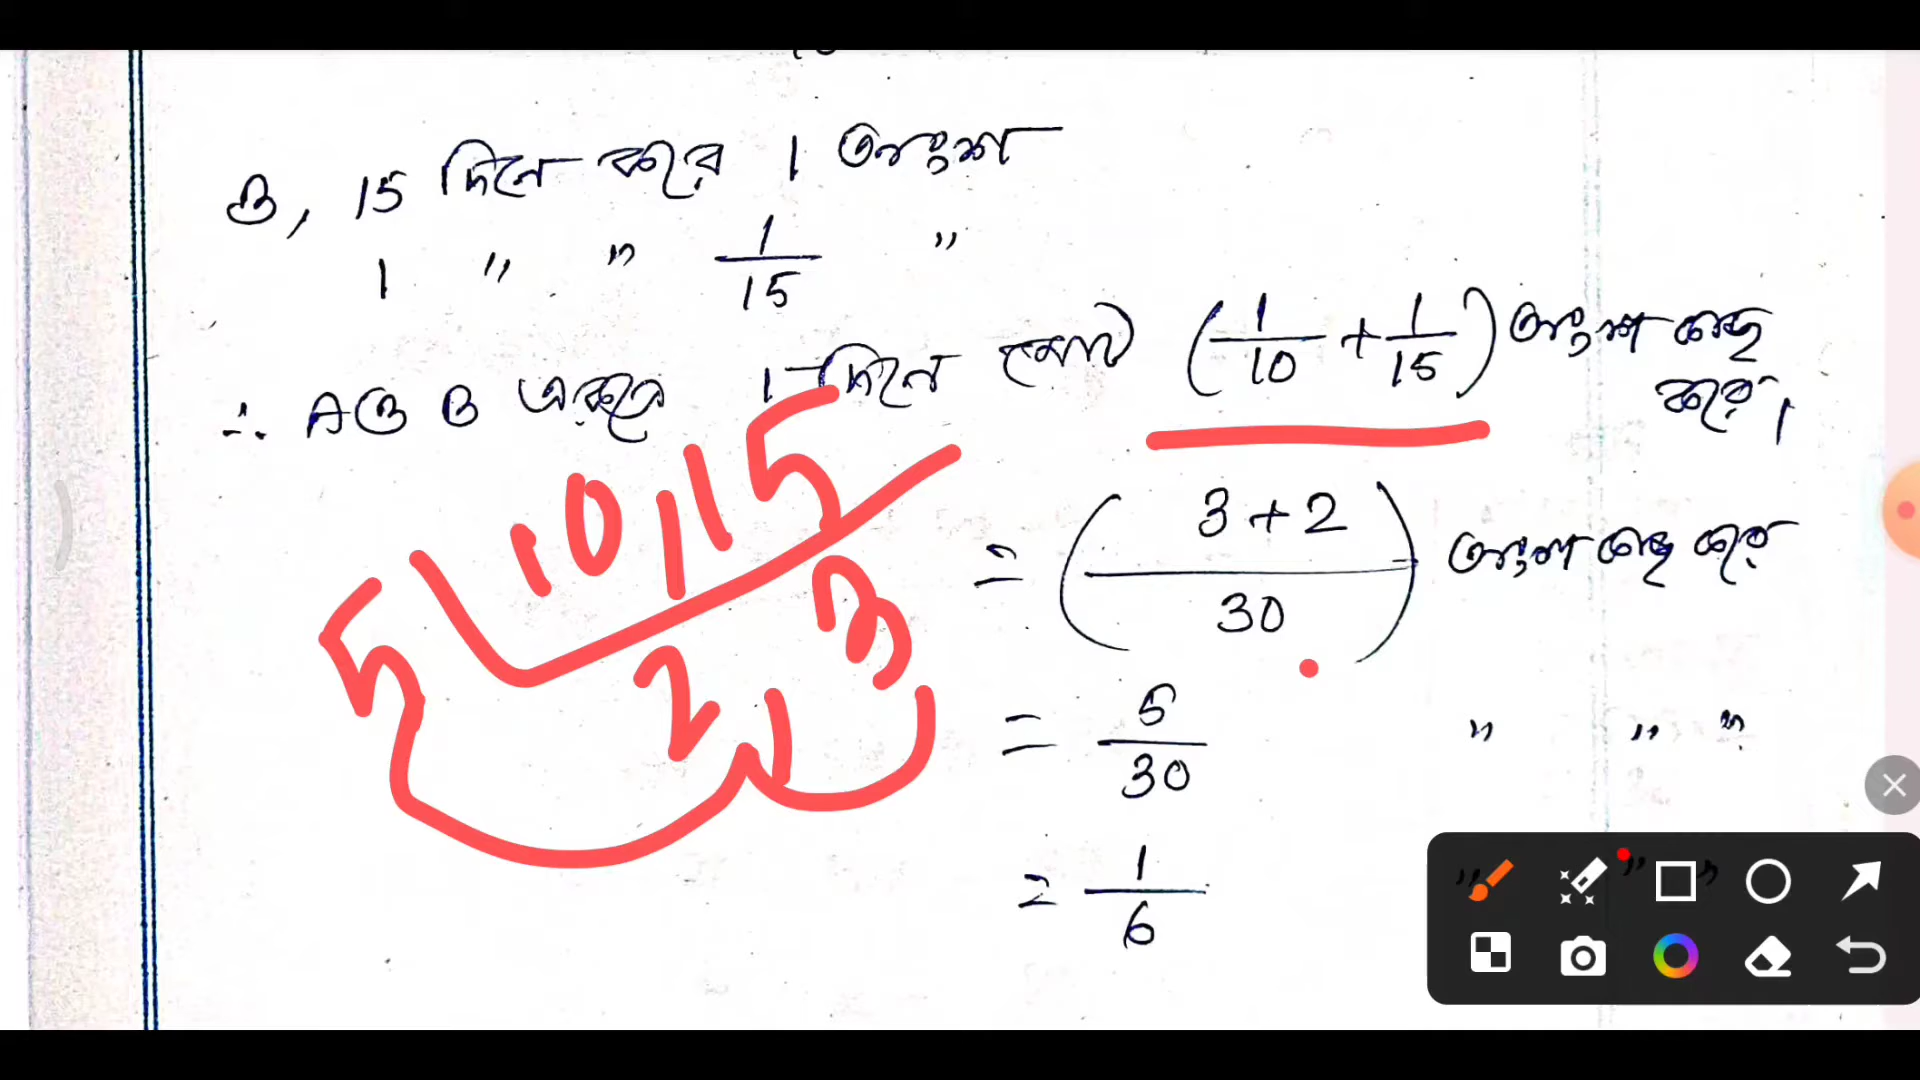 B, 15 দিনে করে 1 অংশ
1 " " 1/15 "
∴ A ও B একত্রে 1 দিনে মোট (1/10 + 1/15) অংশ কাজ করে।
= (3+2/30) অংশ কাজ করে
= 5/30 " " "
= 1/6 " " "
5 | 10, 15
2, 3